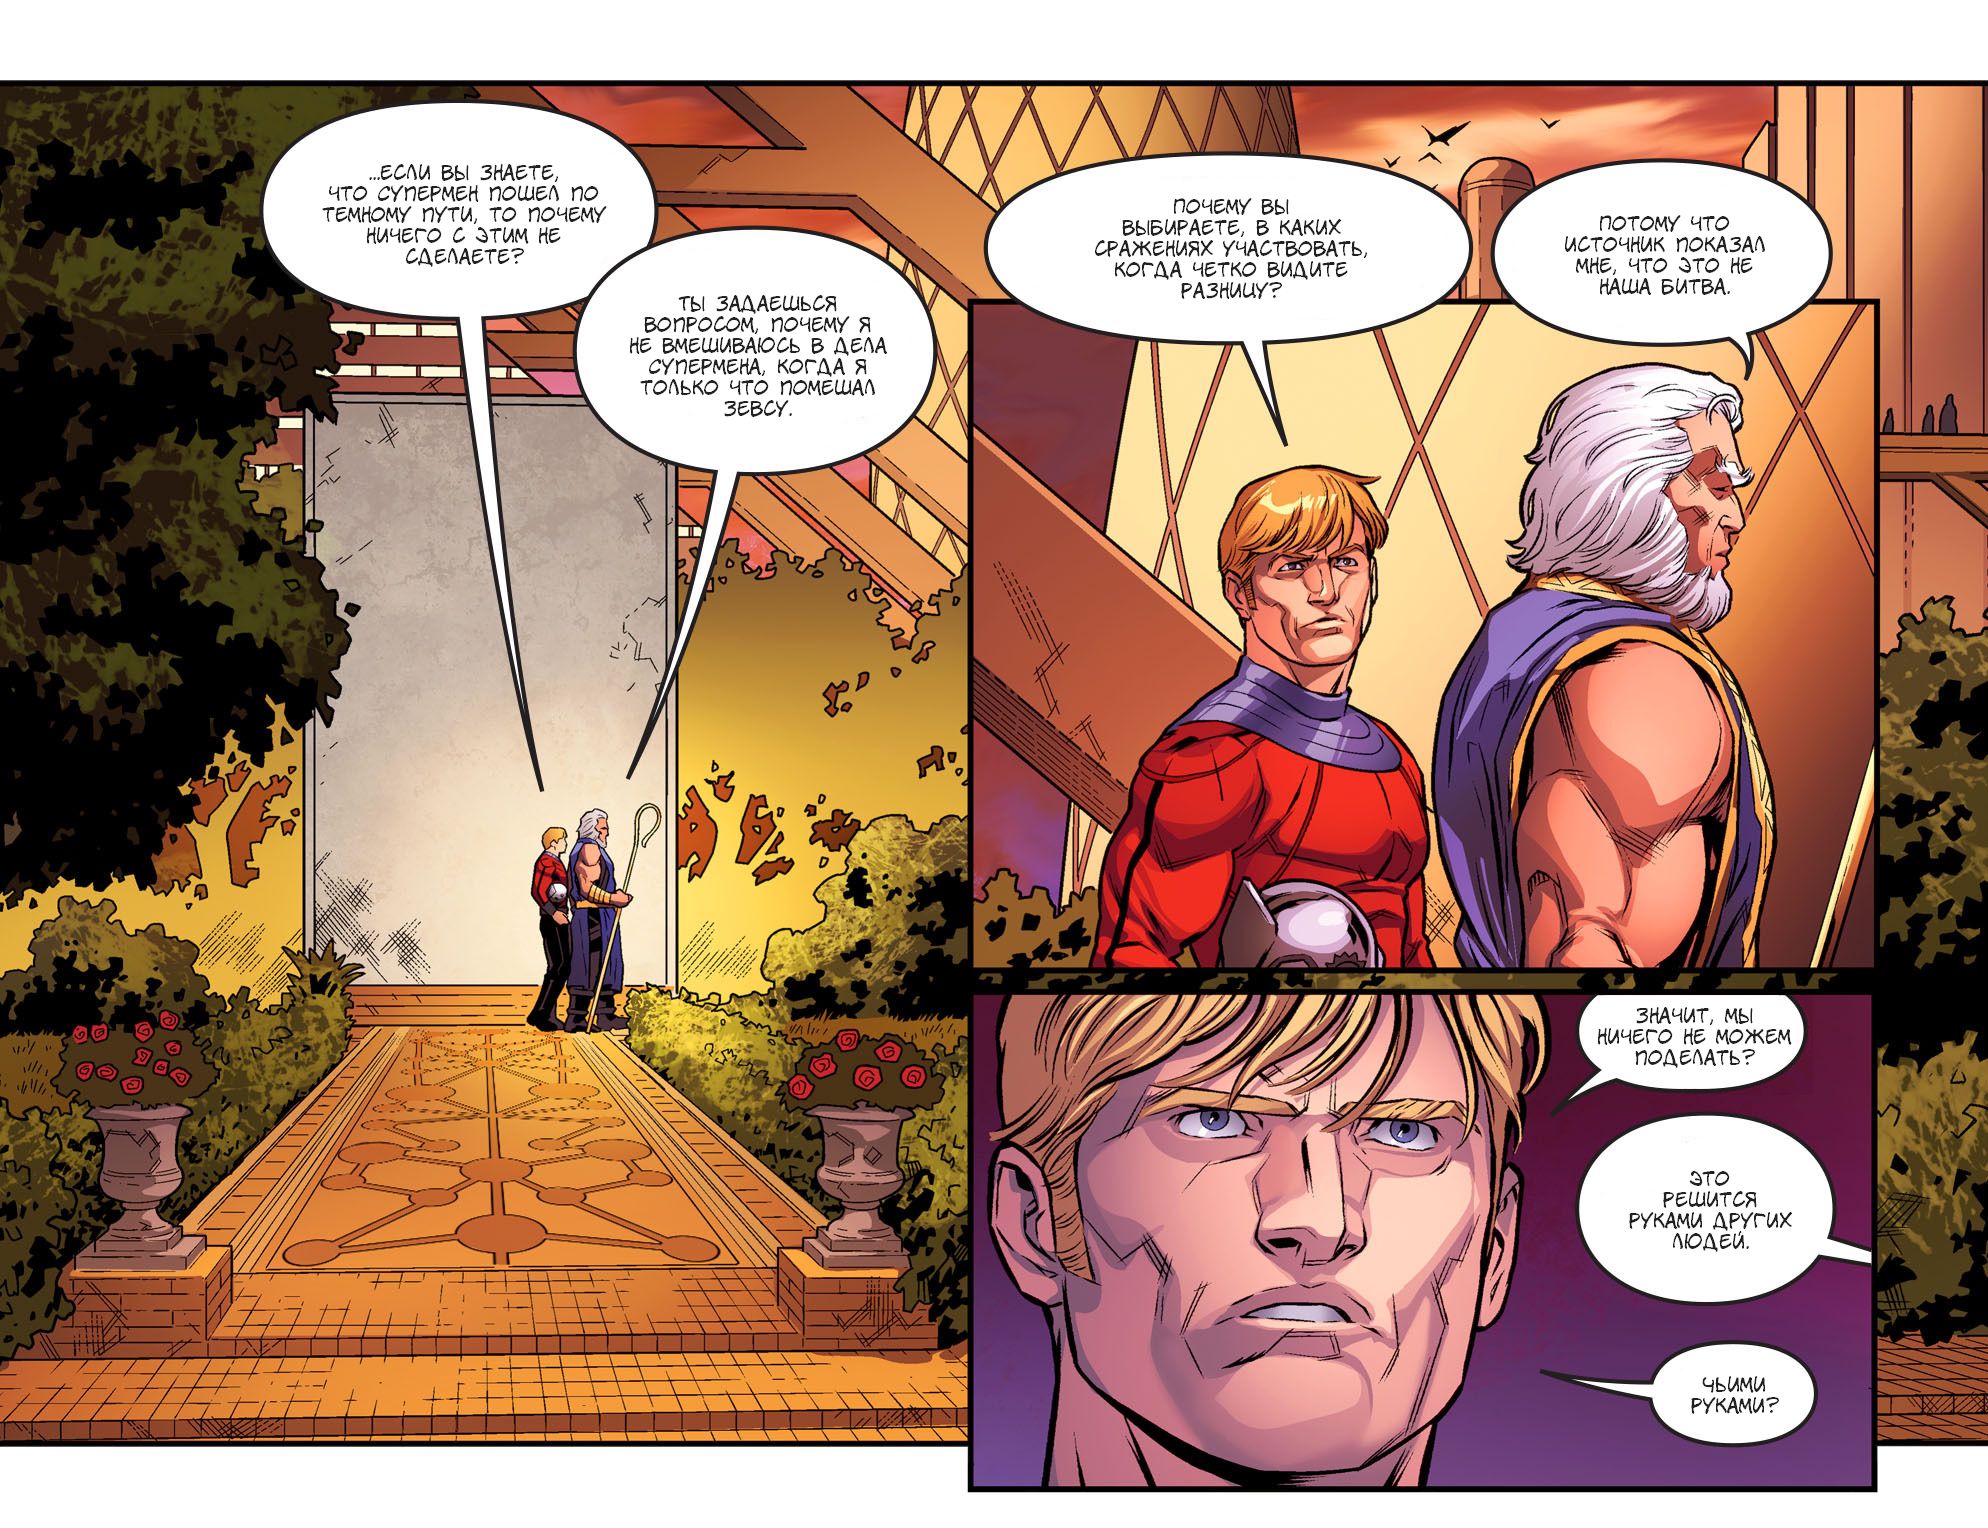 ...ЕСЛИ ВЫ ЗНАЕТЕ,
ЧТО СУПЕРМЕН ПОШЕЛ ПО
ТЕМНОМУ ПУТИ, ТО ПОЧЕМУ
НИЧЕГО С ЭТИМ НЕ
СДЕЛАЕТЕ?
ТЫ ЗАДАЕШЬСЯ
ВОПРОСОМ, ПОЧЕМУ Я
НЕ ВМЕШИВАЮСЬ В ДЕЛА
СУПЕРМЕНА, КОГДА Я
ТОЛЬКО ЧТО ПОМЕШАЛ
ЗЕВСУ.
ПОЧЕМУ ВЫ
ВЫБИРАЕТЕ, В КАКИХ
СРАЖЕНИЯХ УЧАСТВОВАТЬ,
КОГДА ЧЕТКО ВИДИТЕ
РАЗНИЦУ?
ПОТОМУ ЧТО
ИСТОЧНИК ПОКАЗАЛ
МНЕ, ЧТО ЭТО НЕ
НАША БИТВА.
ЗНАЧИТ, МЫ
НИЧЕГО НЕ МОЖЕМ
ПОДЕЛАТЬ?
ЭТО
РЕШИТСЯ
РУКАМИ ДРУГИХ
ЛЮДЕЙ.
ЧЬИМИ
РУКАМИ?